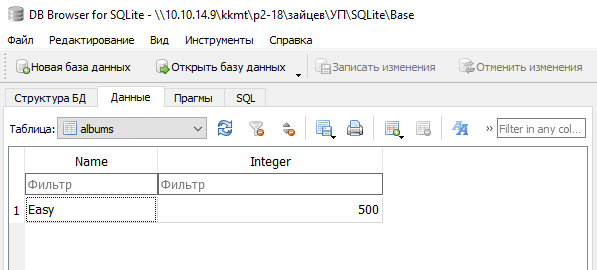 DB Browser for SQLite - \\10.10.14.9\kkmt\p2-18\зайцев\УП\SQLite\Base
Файл Редактирование Вид Инструменты Справка
Новая база данных Открыть базу данных Записать изменения Отменить изменения
Структура БД Данные Прагмы SQL
Таблица: albums » Filter in any col...
Name Integer
Фильтр Фильтр
1 Easy 500